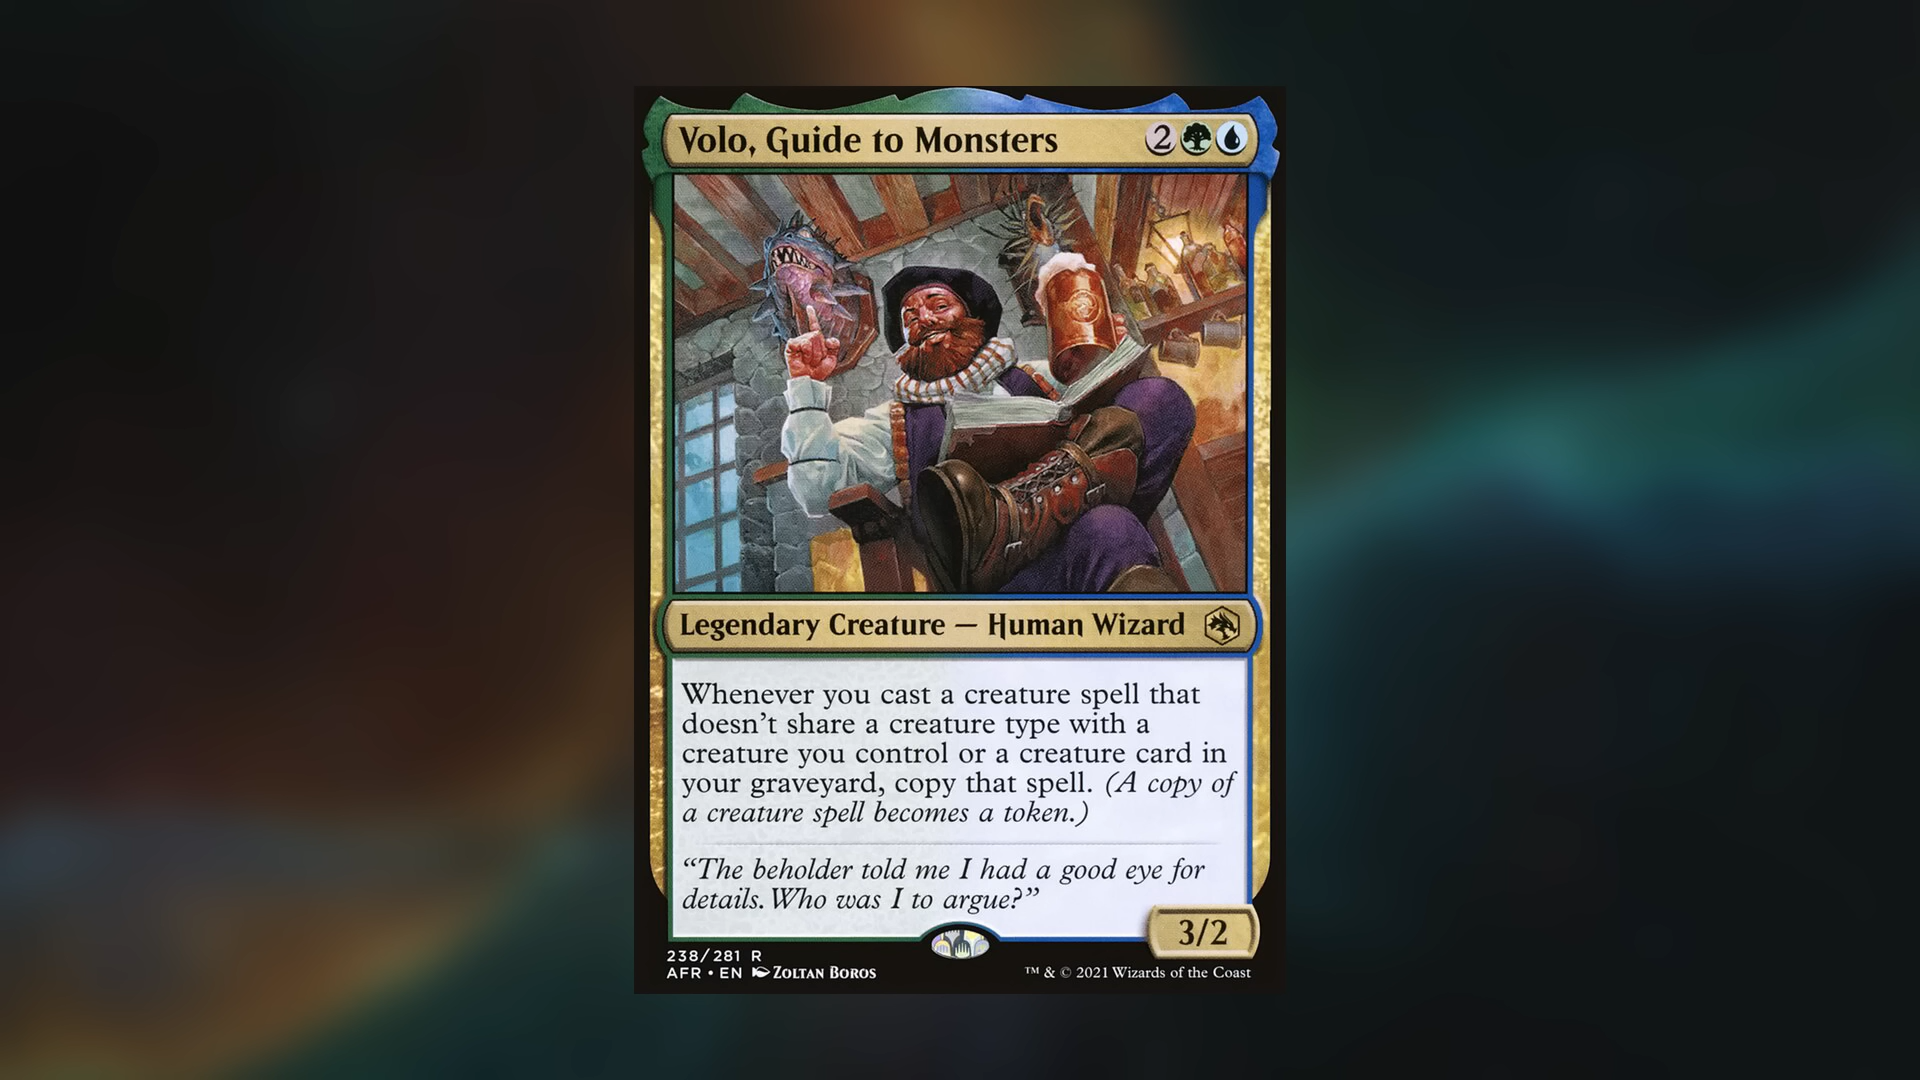 Volo, Guide to Monsters 2
Legendary Creature — Human Wizard
Whenever you cast a creature spell that
doesn't share a creature type with a
creature you control or a creature card in
your graveyard, copy that spell. (A copy of
a creature spell becomes a token.)
“The beholder told me I had a good eye for
details. Who was I to argue?”
3/2
238/281 R
AFR • EN ZOLTAN BOROS
™ & © 2021 Wizards of the Coast